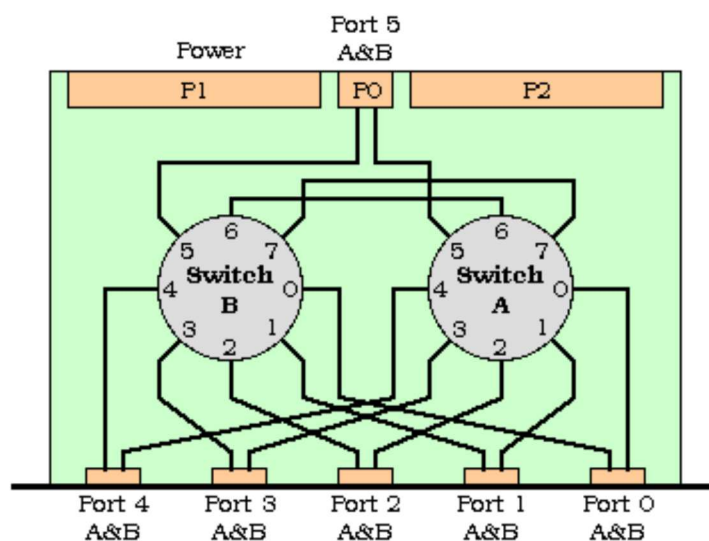 Port 5
Power
A&B
P1
P0
P2
6
6
5
7
5
7
Switch
Switch
4
0
4
0
B
A
3
1
3
1
2
2
Port 4
Port 3
Port 2
Port 1
Port 0
A&B
A&B
A&B
A&B
A&B